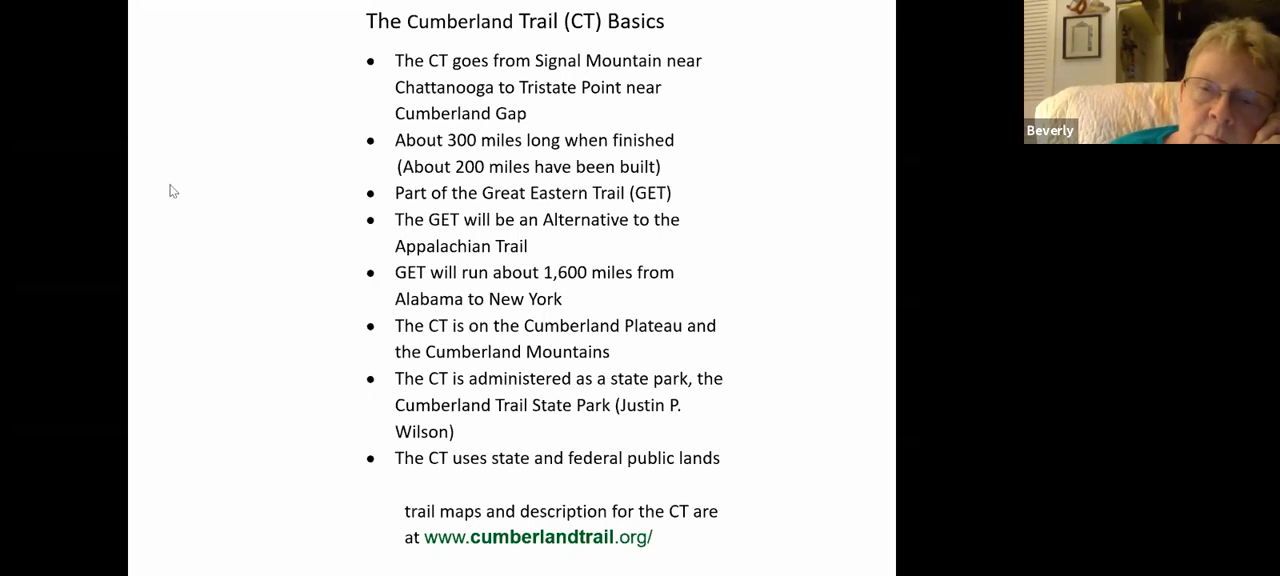 The Cumberland Trail (CT) Basics
● The CT goes from Signal Mountain near
Chattanooga to Tristate Point near
Cumberland Gap
● About 300 miles long when finished
(About 200 miles have been built)
● Part of the Great Eastern Trail (GET)
● The GET will be an Alternative to the
Appalachian Trail
● GET will run about 1,600 miles from
Alabama to New York
● The CT is on the Cumberland Plateau and
the Cumberland Mountains
● The CT is administered as a state park, the
Cumberland Trail State Park (Justin P.
Wilson)
● The CT uses state and federal public lands
trail maps and description for the CT are
at www.cumberlandtrail.org/
Beverly